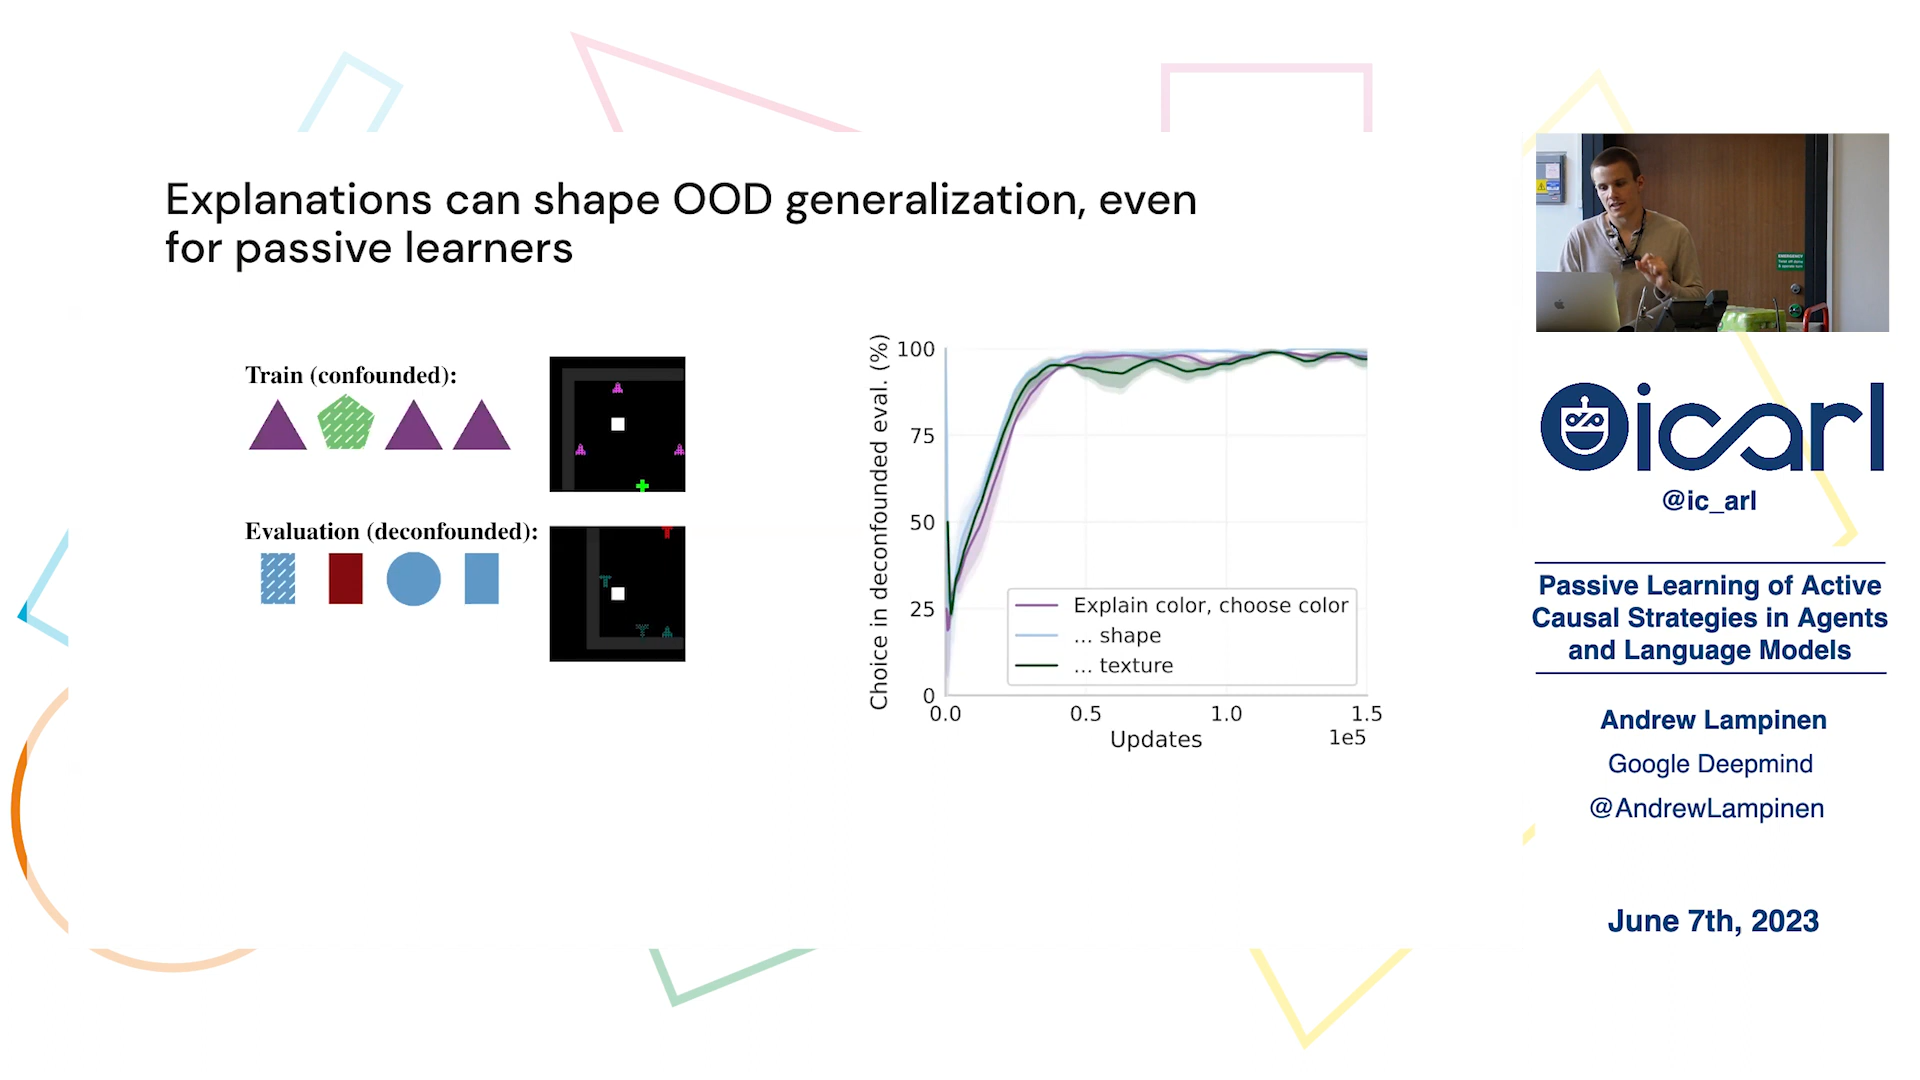 Explanations can shape OOD generalization, even
for passive learners
Train (confounded):
Evaluation (deconfounded):
Choice in deconfounded eval. (%)
100
75
50
25
0
0.0
0.5
1.0
1.5
1e5
Updates
Explain color, choose color
... shape
... texture
icarl
@ic_arl
Passive Learning of Active
Causal Strategies in Agents
and Language Models
Andrew Lampinen
Google Deepmind
@AndrewLampinen
June 7th, 2023